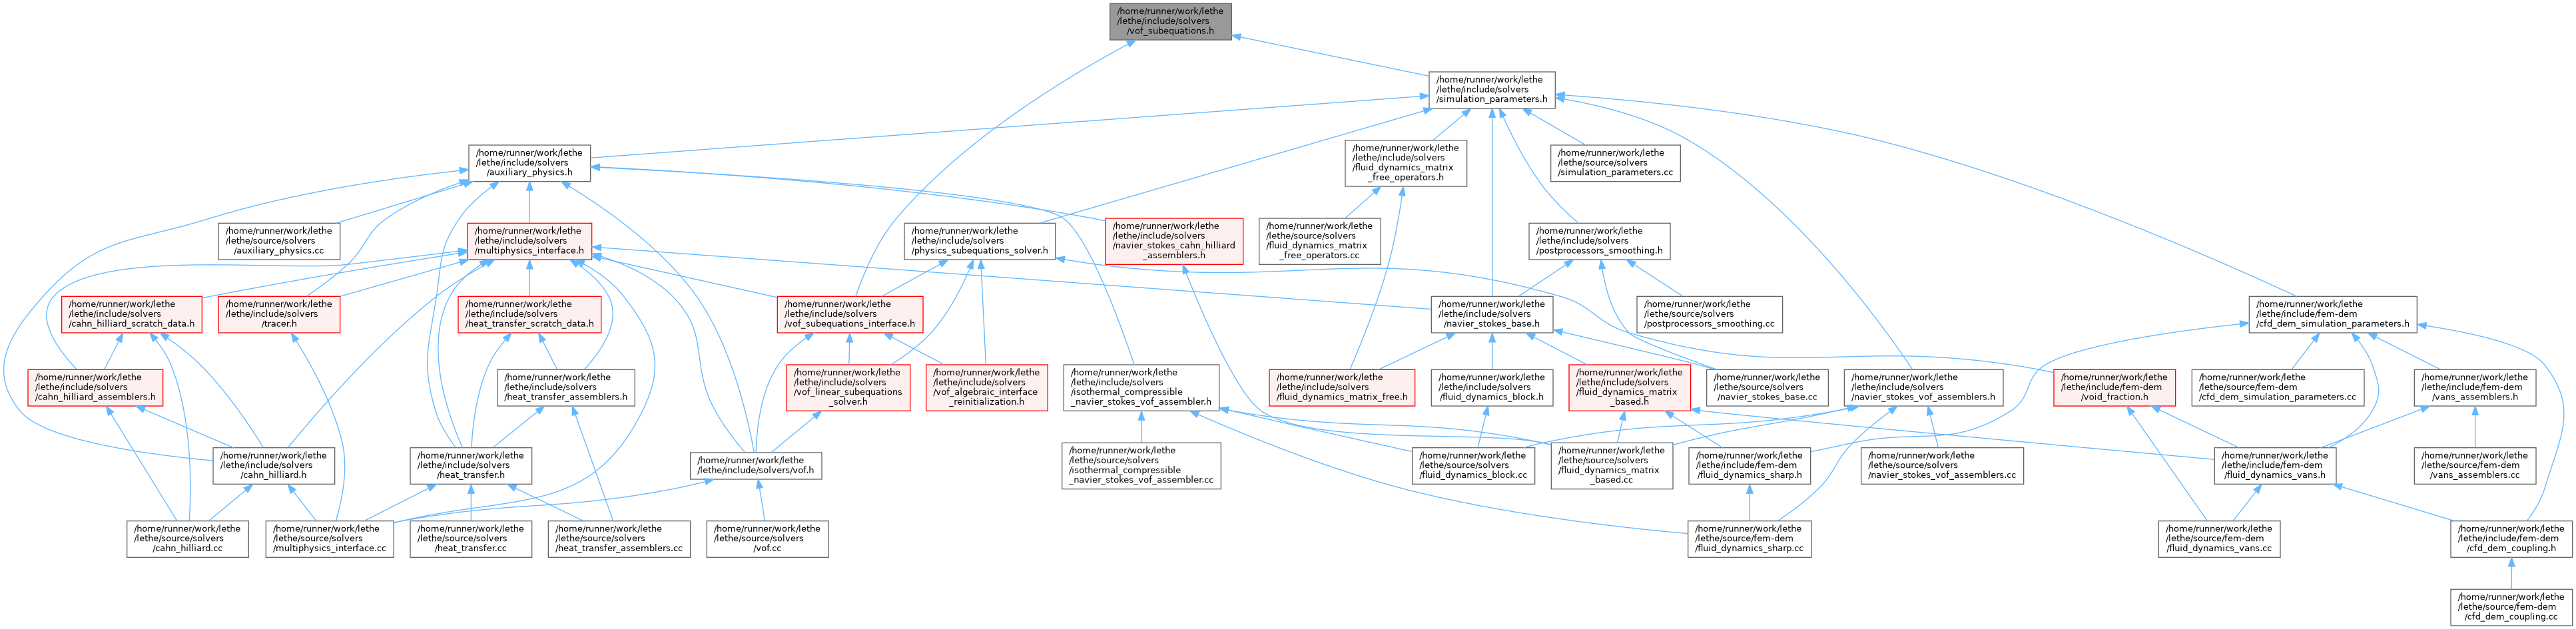 /home/runner/work/lethe
/lethe/include/solvers
/vof_subequations.h
/home/runner/work/lethe
/lethe/include/solvers
/simulation_parameters.h
/home/runner/work/lethe
/lethe/include/solvers
/auxiliary_physics.h
/home/runner/work/lethe
/lethe/include/solvers
/fluid_dynamics_matrix
_free_operators.h
/home/runner/work/lethe
/lethe/source/solvers
/simulation_parameters.cc
/home/runner/work/lethe
/lethe/source/solvers
/auxiliary_physics.cc
/home/runner/work/lethe
/lethe/include/solvers
/multiphysics_interface.h
/home/runner/work/lethe
/lethe/include/solvers
/physics_subequations_solver.h
/home/runner/work/lethe
/lethe/include/solvers
/navier_stokes_cahn_hilliard
_assemblers.h
/home/runner/work/lethe
/lethe/source/solvers
/fluid_dynamics_matrix
_free_operators.cc
/home/runner/work/lethe
/lethe/include/solvers
/postprocessors_smoothing.h
/home/runner/work/lethe
/lethe/include/solvers
/cahn_hilliard_scratch_data.h
/home/runner/work/lethe
/lethe/include/solvers
/tracer.h
/home/runner/work/lethe
/lethe/include/solvers
/heat_transfer_scratch_data.h
/home/runner/work/lethe
/lethe/include/solvers
/vof_subequations_interface.h
/home/runner/work/lethe
/lethe/include/solvers
/navier_stokes_base.h
/home/runner/work/lethe
/lethe/source/solvers
/postprocessors_smoothing.cc
/home/runner/work/lethe
/lethe/include/fem-dem
/cfd_dem_simulation_parameters.h
/home/runner/work/lethe
/lethe/include/solvers
/cahn_hilliard_assemblers.h
/home/runner/work/lethe
/lethe/include/solvers
/heat_transfer_assemblers.h
/home/runner/work/lethe
/lethe/include/solvers
/vof_linear_subequations
_solver.h
/home/runner/work/lethe
/lethe/include/solvers
/vof_algebraic_interface
_reinitialization.h
/home/runner/work/lethe
/lethe/include/solvers
/isothermal_compressible
_navier_stokes_vof_assembler.h
/home/runner/work/lethe
/lethe/include/solvers
/fluid_dynamics_matrix_free.h
/home/runner/work/lethe
/lethe/include/solvers
/fluid_dynamics_block.h
/home/runner/work/lethe
/lethe/include/solvers
/fluid_dynamics_matrix
_based.h
/home/runner/work/lethe
/lethe/source/solvers
/navier_stokes_base.cc
/home/runner/work/lethe
/lethe/include/solvers
/navier_stokes_vof_assemblers.h
/home/runner/work/lethe
/lethe/include/fem-dem
/void_fraction.h
/home/runner/work/lethe
/lethe/source/fem-dem
/cfd_dem_simulation_parameters.cc
/home/runner/work/lethe
/lethe/include/fem-dem
/vans_assemblers.h
/home/runner/work/lethe
/lethe/include/solvers
/cahn_hilliard.h
/home/runner/work/lethe
/lethe/include/solvers
/heat_transfer.h
/home/runner/work/lethe
/lethe/include/solvers/vof.h
/home/runner/work/lethe
/lethe/source/solvers
/isothermal_compressible
_navier_stokes_vof_assembler.cc
/home/runner/work/lethe
/lethe/source/solvers
/fluid_dynamics_block.cc
/home/runner/work/lethe
/lethe/source/solvers
/fluid_dynamics_matrix
_based.cc
/home/runner/work/lethe
/lethe/include/fem-dem
/fluid_dynamics_sharp.h
/home/runner/work/lethe
/lethe/source/solvers
/navier_stokes_vof_assemblers.cc
/home/runner/work/lethe
/lethe/include/fem-dem
/fluid_dynamics_vans.h
/home/runner/work/lethe
/lethe/source/fem-dem
/vans_assemblers.cc
/home/runner/work/lethe
/lethe/source/solvers
/cahn_hilliard.cc
/home/runner/work/lethe
/lethe/source/solvers
/multiphysics_interface.cc
/home/runner/work/lethe
/lethe/source/solvers
/heat_transfer.cc
/home/runner/work/lethe
/lethe/source/solvers
/heat_transfer_assemblers.cc
/home/runner/work/lethe
/lethe/source/solvers
/vof.cc
/home/runner/work/lethe
/lethe/source/fem-dem
/fluid_dynamics_sharp.cc
/home/runner/work/lethe
/lethe/source/fem-dem
/fluid_dynamics_vans.cc
/home/runner/work/lethe
/lethe/include/fem-dem
/cfd_dem_coupling.h
/home/runner/work/lethe
/lethe/source/fem-dem
/cfd_dem_coupling.cc